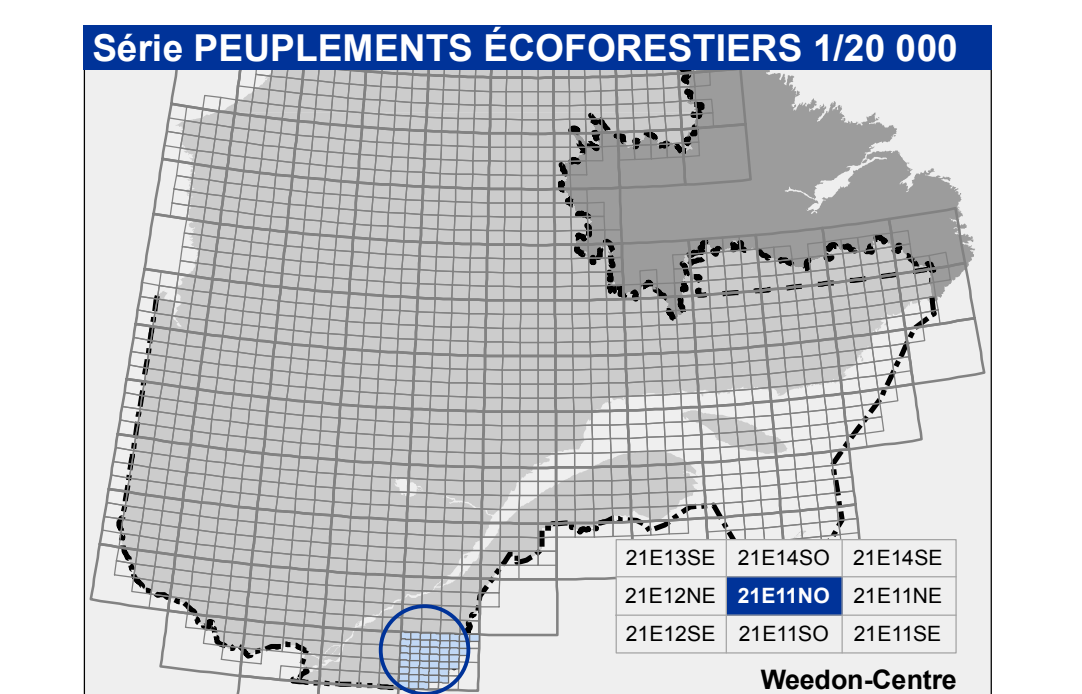 Série PEUPLEMENTS ÉCOFORESTIERS 1/20 000
21E13SE 21E14SO 21E14SE
21E12NE 21E11NO 21E11NE
21E12SE 21E11SO 21E11SE
Weedon-Centre